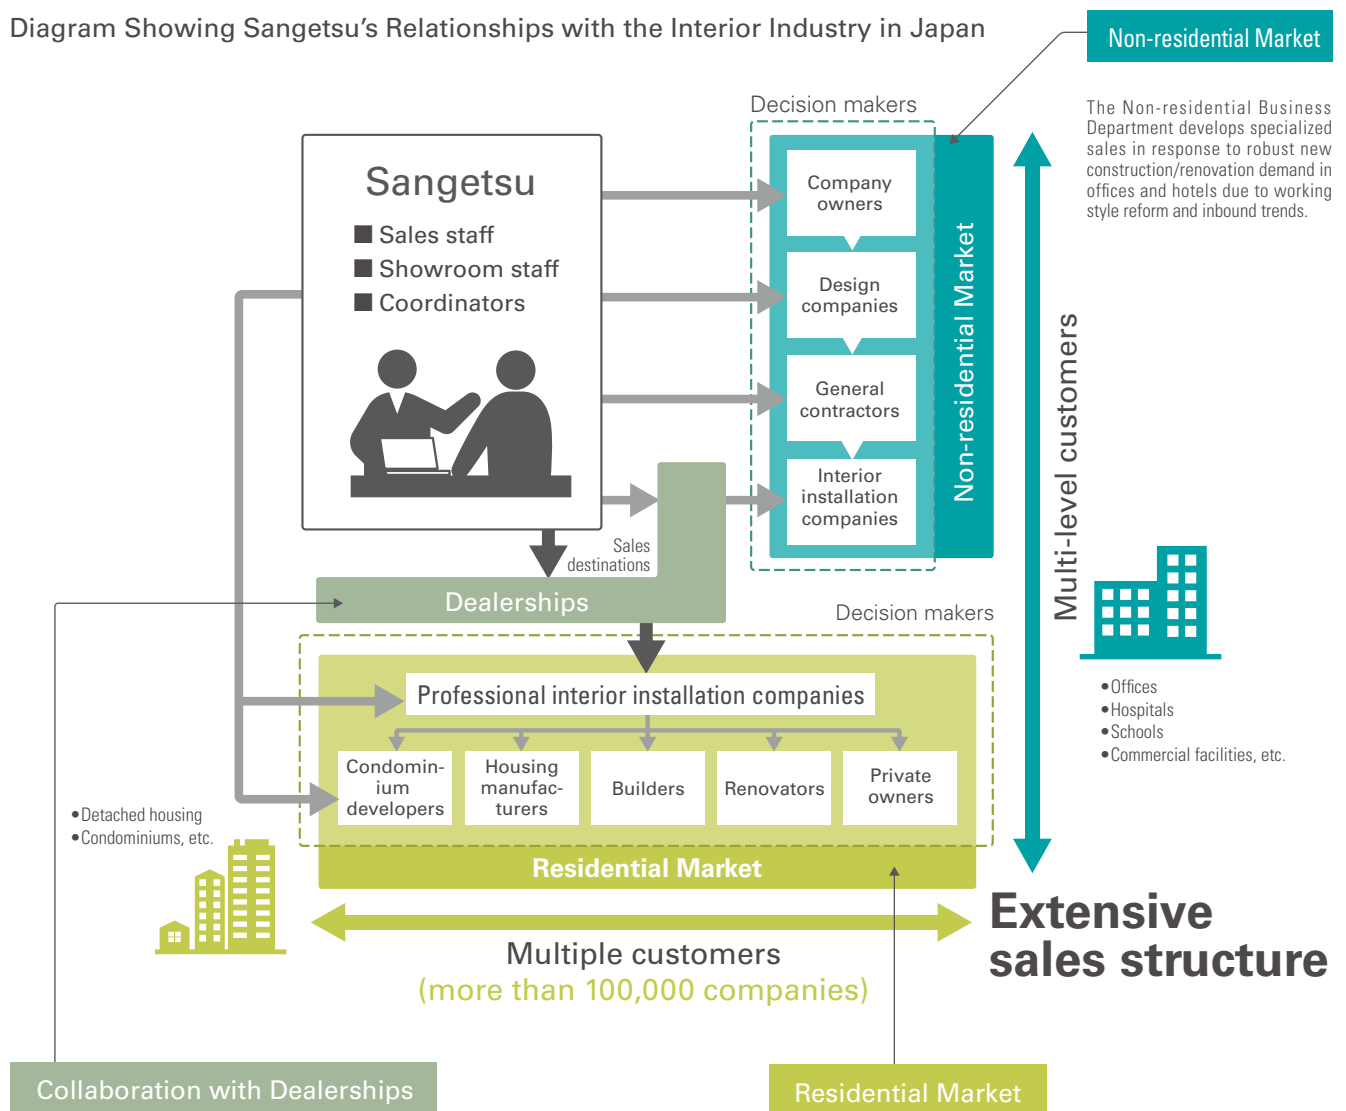 Diagram Showing Sangetsu's Relationships with the Interior Industry in Japan
Non-residential Market
The Non-residential Business
Department develops specialized
sales in response to robust new
construction/renovation demand in
offices and hotels due to working
style reform and inbound trends.
Decision makers
Sangetsu
■ Sales staff
■ Showroom staff
■ Coordinators
Company
owners
Design
companies
General
contractors
Interior
installation
companies
Non-residential Market
Multi-level customers
Sales
destinations
Dealerships
Decision makers
Professional interior installation companies
Condomin-
ium
developers
Housing
manufac-
turers
Builders
Renovators
Private
owners
Residential Market
•Offices
•Hospitals
•Schools
•Commercial facilities, etc.
•Detached housing
•Condominiums, etc.
Multiple customers
(more than 100,000 companies)
Extensive
sales structure
Collaboration with Dealerships
Residential Market